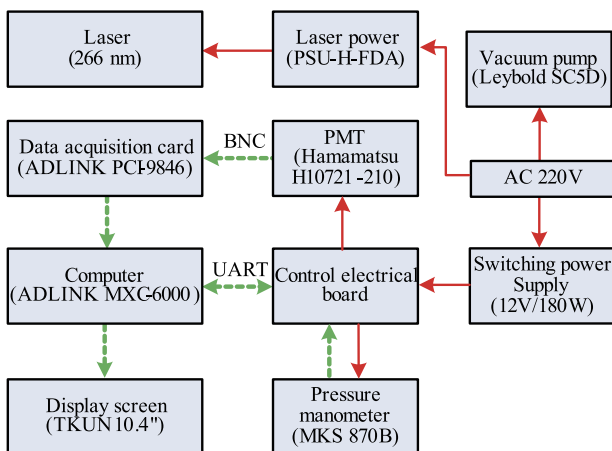 Laser
(266 nm)
Laser power
(PSU-H-FDA)
Vacuum pump
(Leybold SC5D)
Data acquisition card
(ADLINK PCI-9846)
BNC
PMT
(Hamamatsu
H10721-210)
AC 220V
Computer
(ADLINK MXC-6000)
UART
Control electrical
board
Switching power
Supply
(12V/180W)
Display screen
(TKUN 10.4")
Pressure
manometer
(MKS 870B)